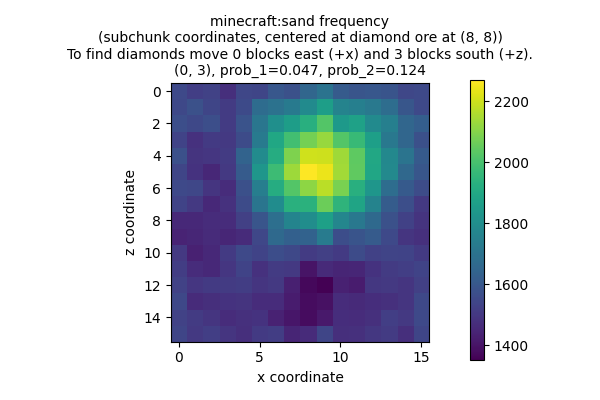 minecraft:sand frequency
(subchunk coordinates, centered at diamond ore at (8, 8))
To find diamonds move 0 blocks east (+x) and 3 blocks south (+z).
(0, 3), prob_1=0.047, prob_2=0.124
0
2
4
6
8
10
12
14
z coordinate
0
5
10
15
x coordinate
2200
2000
1800
1600
1400